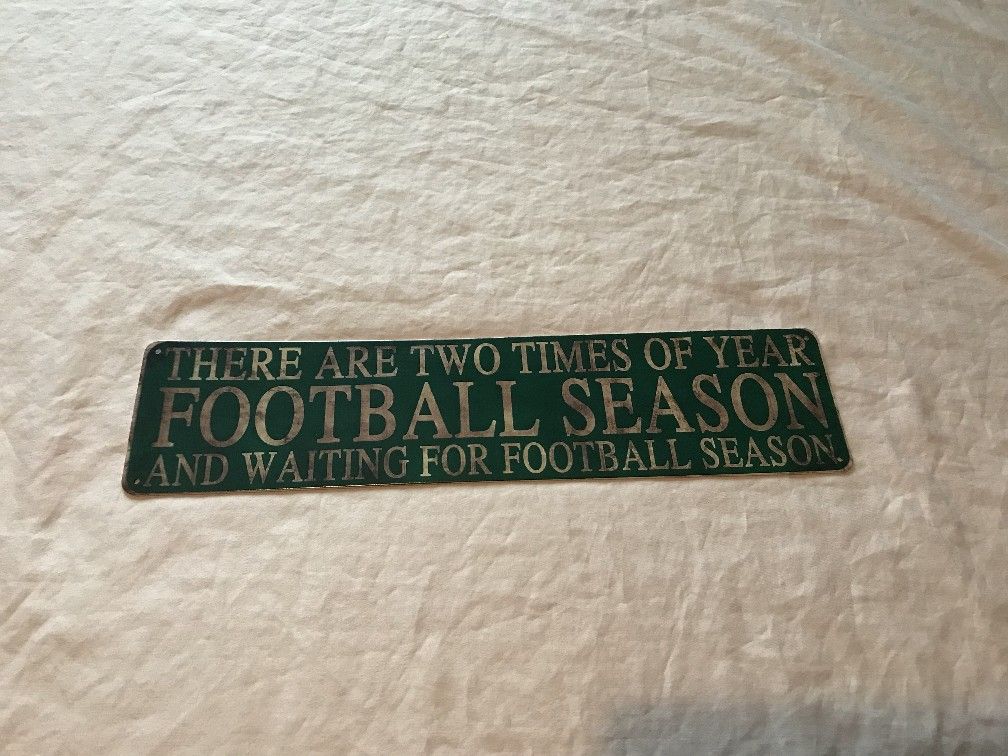 THERE ARE TWO TIMES OF YEAR
FOOTBALL SEASON
AND WAITING FOR FOOTBALL SEASON.